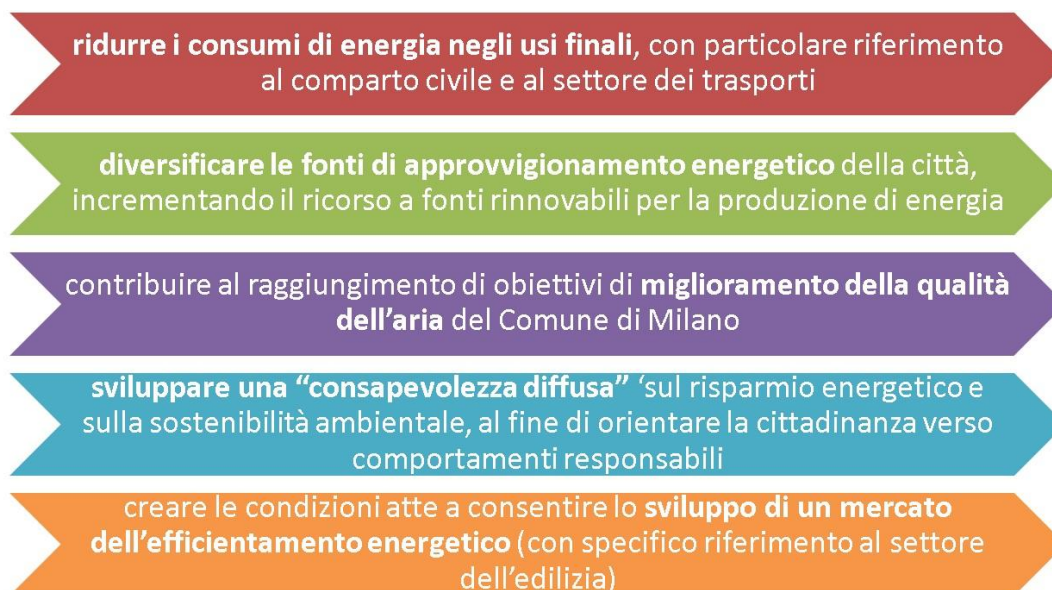 ridurre i consumi di energia negli usi finali, con particolare riferimento
al comparto civile e al settore dei trasporti
diversificare le fonti di approvvigionamento energetico della città,
incrementando il ricorso a fonti rinnovabili per la produzione di energia
contribuire al raggiungimento di obiettivi di miglioramento della qualità
dell’aria del Comune di Milano
sviluppare una “consapevolezza diffusa” ‘sul risparmio energetico e
sulla sostenibilità ambientale, al fine di orientare la cittadinanza verso
comportamenti responsabili
creare le condizioni atte a consentire lo sviluppo di un mercato
dell’efficientamento energetico (con specifico riferimento al settore
dell’edilizia)